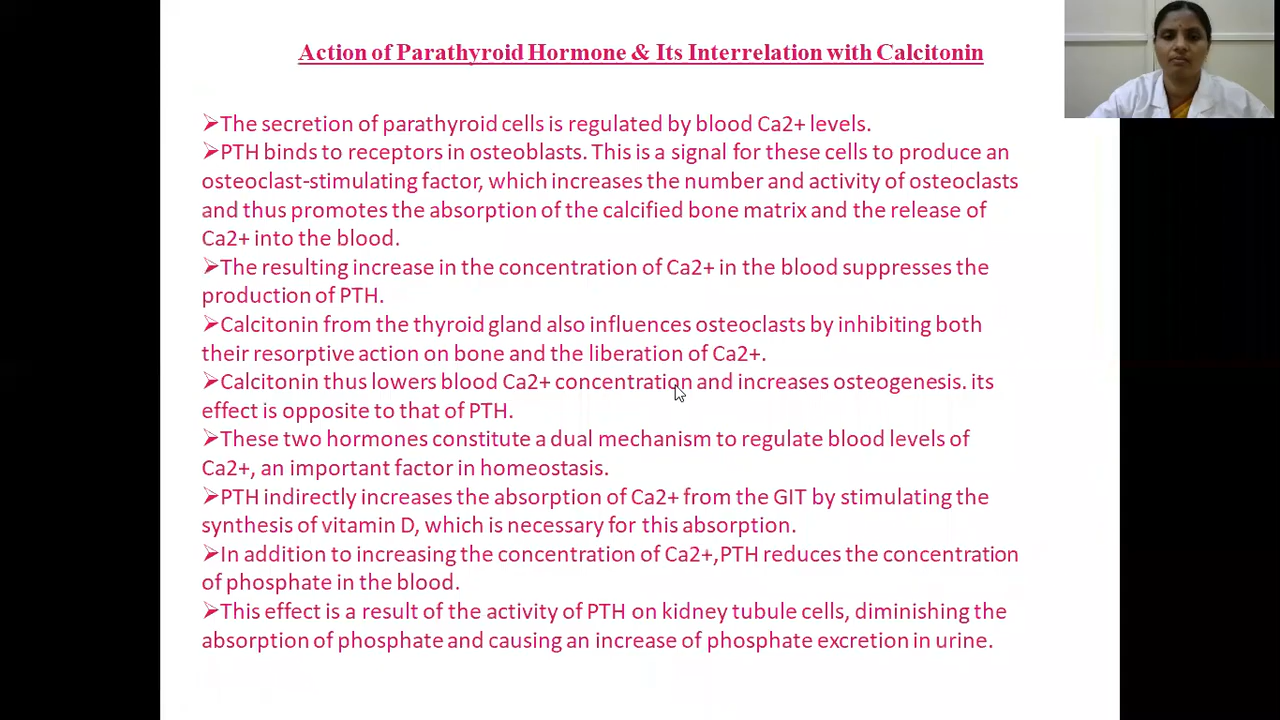 Action of Parathyroid Hormone & Its Interrelation with Calcitonin
➢The secretion of parathyroid cells is regulated by blood Ca2+ levels.
➢PTH binds to receptors in osteoblasts. This is a signal for these cells to produce an
osteoclast-stimulating factor, which increases the number and activity of osteoclasts
and thus promotes the absorption of the calcified bone matrix and the release of
Ca2+ into the blood.
➢The resulting increase in the concentration of Ca2+ in the blood suppresses the
production of PTH.
➢Calcitonin from the thyroid gland also influences osteoclasts by inhibiting both
their resorptive action on bone and the liberation of Ca2+.
➢Calcitonin thus lowers blood Ca2+ concentration and increases osteogenesis. its
effect is opposite to that of PTH.
➢These two hormones constitute a dual mechanism to regulate blood levels of
Ca2+, an important factor in homeostasis.
➢PTH indirectly increases the absorption of Ca2+ from the GIT by stimulating the
synthesis of vitamin D, which is necessary for this absorption.
➢In addition to increasing the concentration of Ca2+,PTH reduces the concentration
of phosphate in the blood.
➢This effect is a result of the activity of PTH on kidney tubule cells, diminishing the
absorption of phosphate and causing an increase of phosphate excretion in urine.